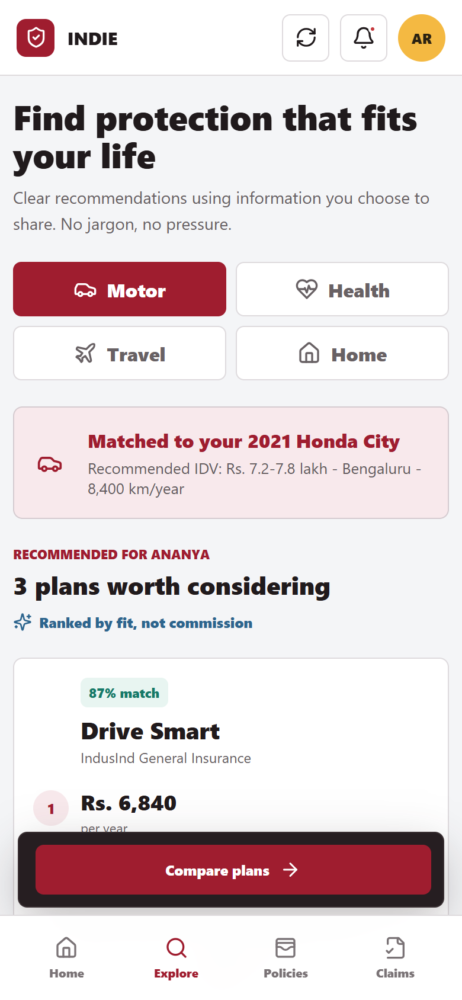 INDIE
AR
Find protection that fits
your life
Clear recommendations using information you choose to
share. No jargon, no pressure.
Motor
Health
Travel
Home
Matched to your 2021 Honda City
Recommended IDV: Rs. 7.2-7.8 lakh - Bengaluru -
8,400 km/year
RECOMMENDED FOR ANANYA
3 plans worth considering
Ranked by fit, not commission
87% match
Drive Smart
IndusInd General Insurance
1
Rs. 6,840
per year
Compare plans
Home
Explore
Policies
Claims